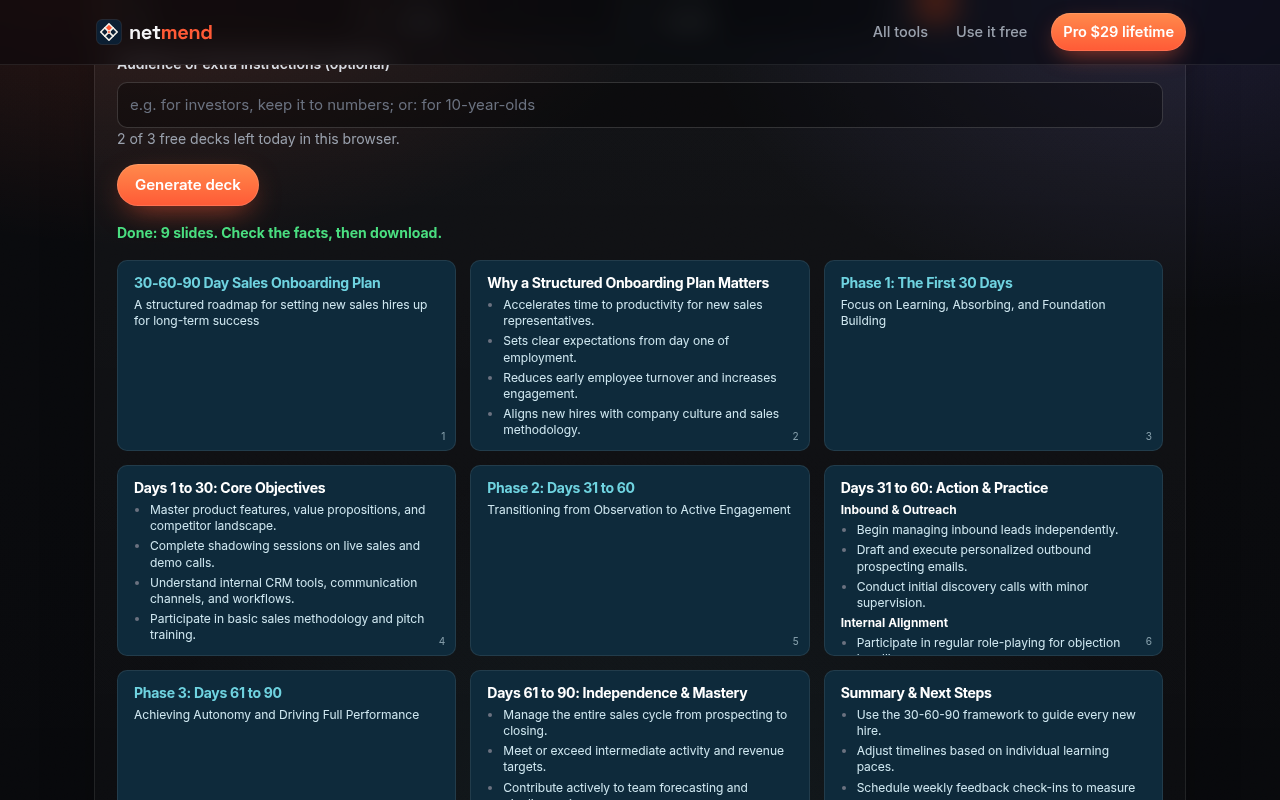 netmend
All tools
Use it free
Pro $29 lifetime
Audience or extra instructions (optional)
e.g. for investors, keep it to numbers; or: for 10-year-olds
2 of 3 free decks left today in this browser.
Generate deck
Done: 9 slides. Check the facts, then download.
30-60-90 Day Sales Onboarding Plan
A structured roadmap for setting new sales hires up
for long-term success
1
Why a Structured Onboarding Plan Matters
• Accelerates time to productivity for new sales
representatives.
• Sets clear expectations from day one of
employment.
• Reduces early employee turnover and increases
engagement.
• Aligns new hires with company culture and sales
methodology.
2
Phase 1: The First 30 Days
Focus on Learning, Absorbing, and Foundation
Building
3
Days 1 to 30: Core Objectives
• Master product features, value propositions, and
competitor landscape.
• Complete shadowing sessions on live sales and
demo calls.
• Understand internal CRM tools, communication
channels, and workflows.
• Participate in basic sales methodology and pitch
training.
4
Phase 2: Days 31 to 60
Transitioning from Observation to Active Engagement
5
Days 31 to 60: Action & Practice
Inbound & Outreach
• Begin managing inbound leads independently.
• Draft and execute personalized outbound
prospecting emails.
• Conduct initial discovery calls with minor
supervision.
Internal Alignment
• Participate in regular role-playing for objection
6
Phase 3: Days 61 to 90
Achieving Autonomy and Driving Full Performance
Days 61 to 90: Independence & Mastery
• Manage the entire sales cycle from prospecting to
closing.
• Meet or exceed intermediate activity and revenue
targets.
• Contribute actively to team forecasting and
Summary & Next Steps
• Use the 30-60-90 framework to guide every new
hire.
• Adjust timelines based on individual learning
paces.
• Schedule weekly feedback check-ins to measure